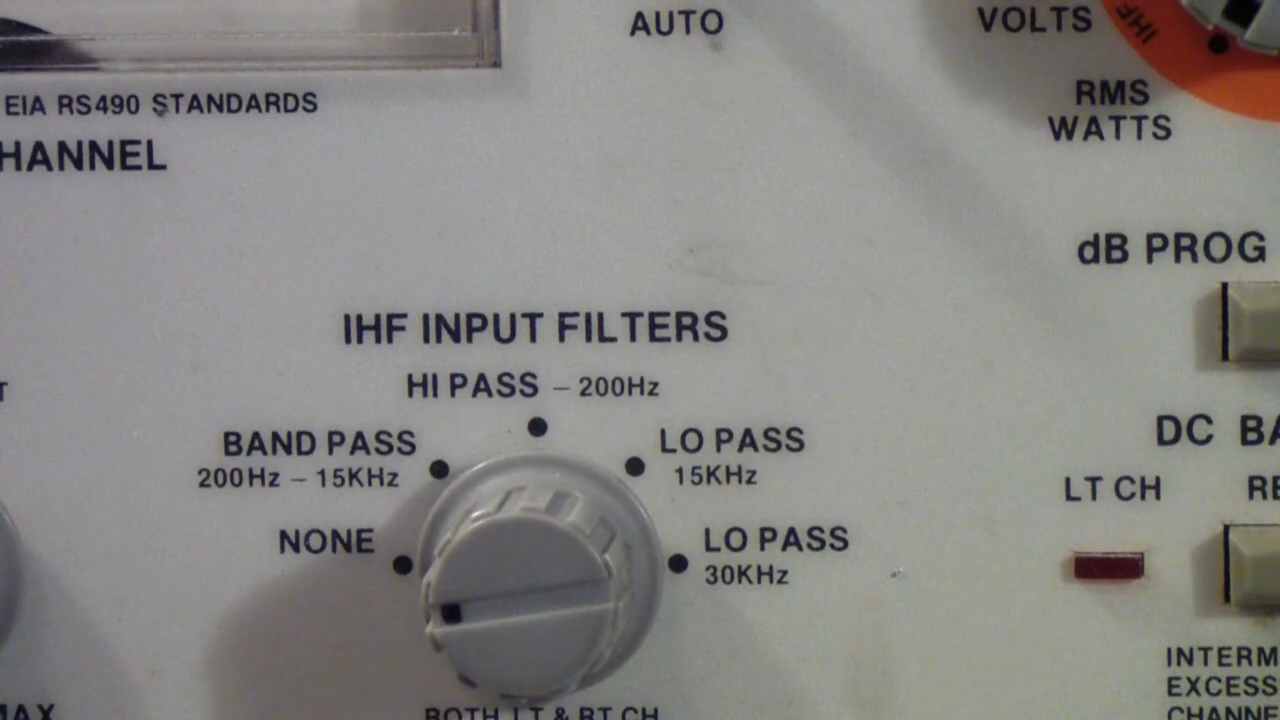 AUTO
VOLTS
IHF
RMS
WATTS
EIA RS490 STANDARDS
HANNEL
dB PROG
IHF INPUT FILTERS
HI PASS – 200Hz
BAND PASS
200Hz – 15KHz
LO PASS
15KHz
NONE
LO PASS
30KHz
DC BA
LT CH
RE
INTERM
EXCESS
CHANNE
MAX
BOTH LT & RT CH